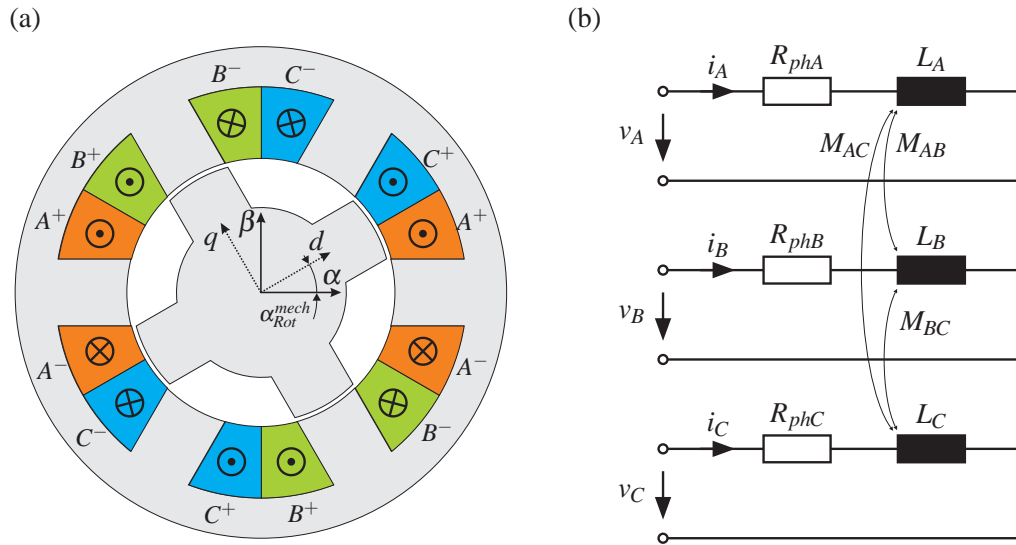 (a)
(b)
B⁻ C⁻
B⁺ C⁺
A⁺ A⁺
β
q d
α
α_Rot^mech
A⁻ A⁻
C⁻ B⁻
C⁺ B⁺
i_A R_phA L_A
v_A
M_AC M_AB
i_B R_phB L_B
v_B
M_BC
i_C R_phC L_C
v_C